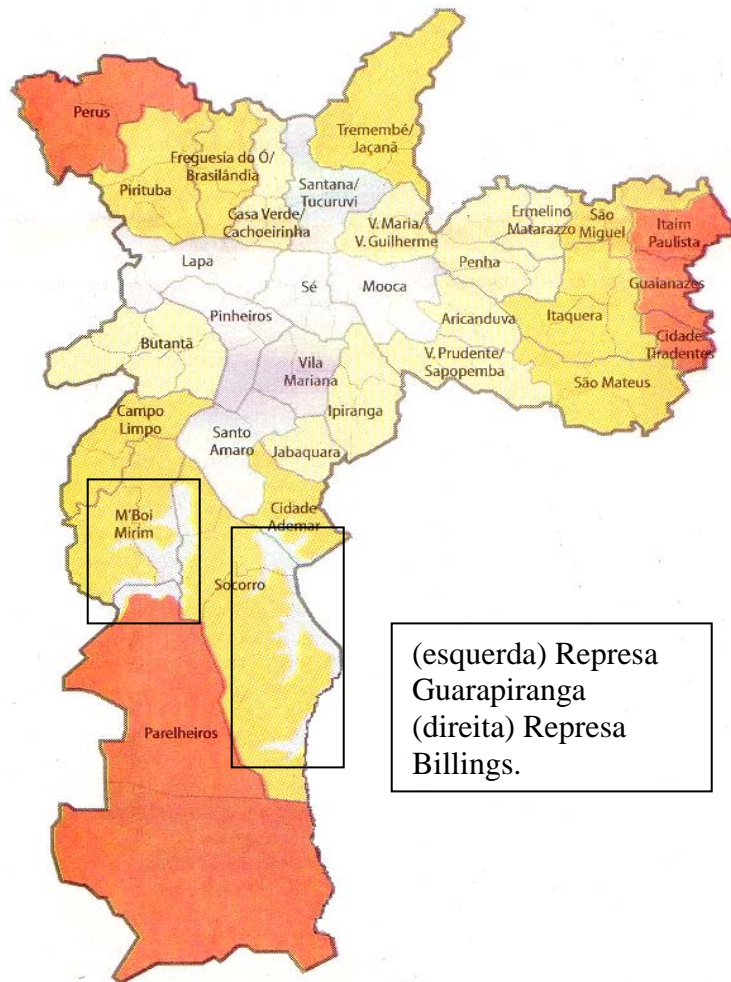 Perus
Tremembé/
Jaçanã
Freguesia do Ó/
Brasilândia
Pirituba
Santana/
Tucuruvi
Casa Verde/
Cachoeirinha
V. Maria/
V. Guilherme
Ermelino
Matarazzo
São
Miguel
Itaim
Paulista
Lapa
Sé
Mooca
Penha
Guaianazes
Pinheiros
Aricanduva
Itaquera
Butantã
Cidade
Tiradentes
V. Prudente/
Sapopemba
Vila
Mariana
São Mateus
Campo
Limpo
Ipiranga
Santo
Amaro
Jabaquara
M'Boi
Mirim
Cidade
Ademar
Socorro
Parelheiros
(esquerda) Represa
Guarapiranga
(direita) Represa
Billings.